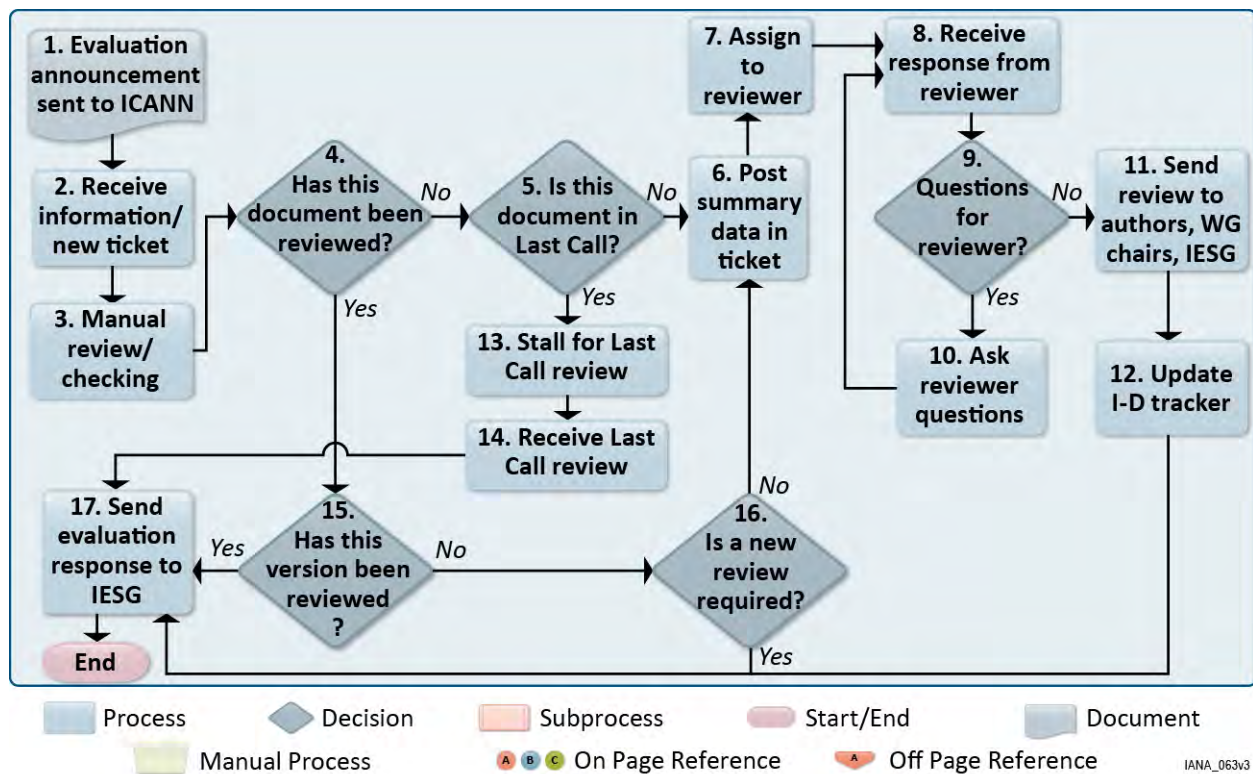 1. Evaluation
announcement
sent to ICANN
2. Receive
information/
new ticket
3. Manual
review/
checking
4.
Has this
document been
reviewed?
No
Yes
5. Is this
document in
Last Call?
No
Yes
6. Post
summary
data in
ticket
7. Assign
to
reviewer
8. Receive
response from
reviewer
9.
Questions
for
reviewer?
No
Yes
10. Ask
reviewer
questions
11. Send
review to
authors, WG
chairs, IESG
12. Update
I-D tracker
13. Stall for Last
Call review
14. Receive Last
Call review
15.
Has this
version been
reviewed
?
Yes
No
16.
Is a new
review
required?
No
Yes
17. Send
evaluation
response to
IESG
End
Process
Decision
Subprocess
Start/End
Document
Manual Process
A B C On Page Reference
A Off Page Reference
IANA_063v3